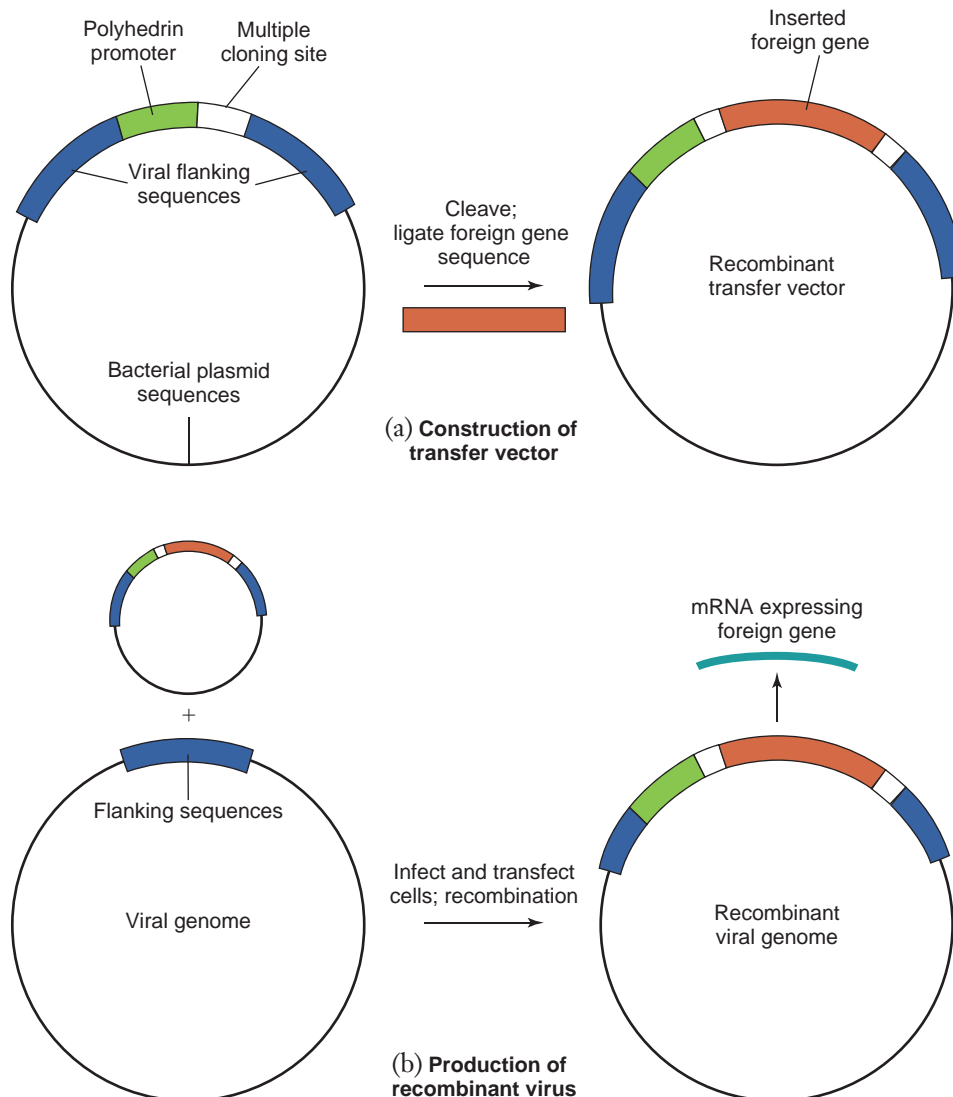 Polyhedrin
promoter
Multiple
cloning site
Inserted
foreign gene
Viral flanking
sequences
Cleave;
ligate foreign gene
sequence
Recombinant
transfer vector
Bacterial plasmid
sequences
(a) Construction of
transfer vector
mRNA expressing
foreign gene
+
Flanking sequences
Infect and transfect
cells; recombination
Viral genome
Recombinant
viral genome
(b) Production of
recombinant virus